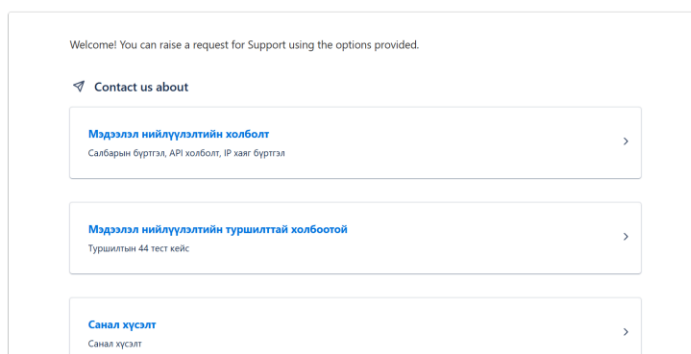 Welcome! You can raise a request for Support using the options provided.
Contact us about
Мэдээлэл нийлүүлэлтийн холболт
Салбарын бүртгэл, API холболт, IP хаяг бүртгэл
Мэдээлэл нийлүүлэлтийн туршилттай холбоотой
Туршилтын 44 тест кейс
Санал хүсэлт
Санал хүсэлт